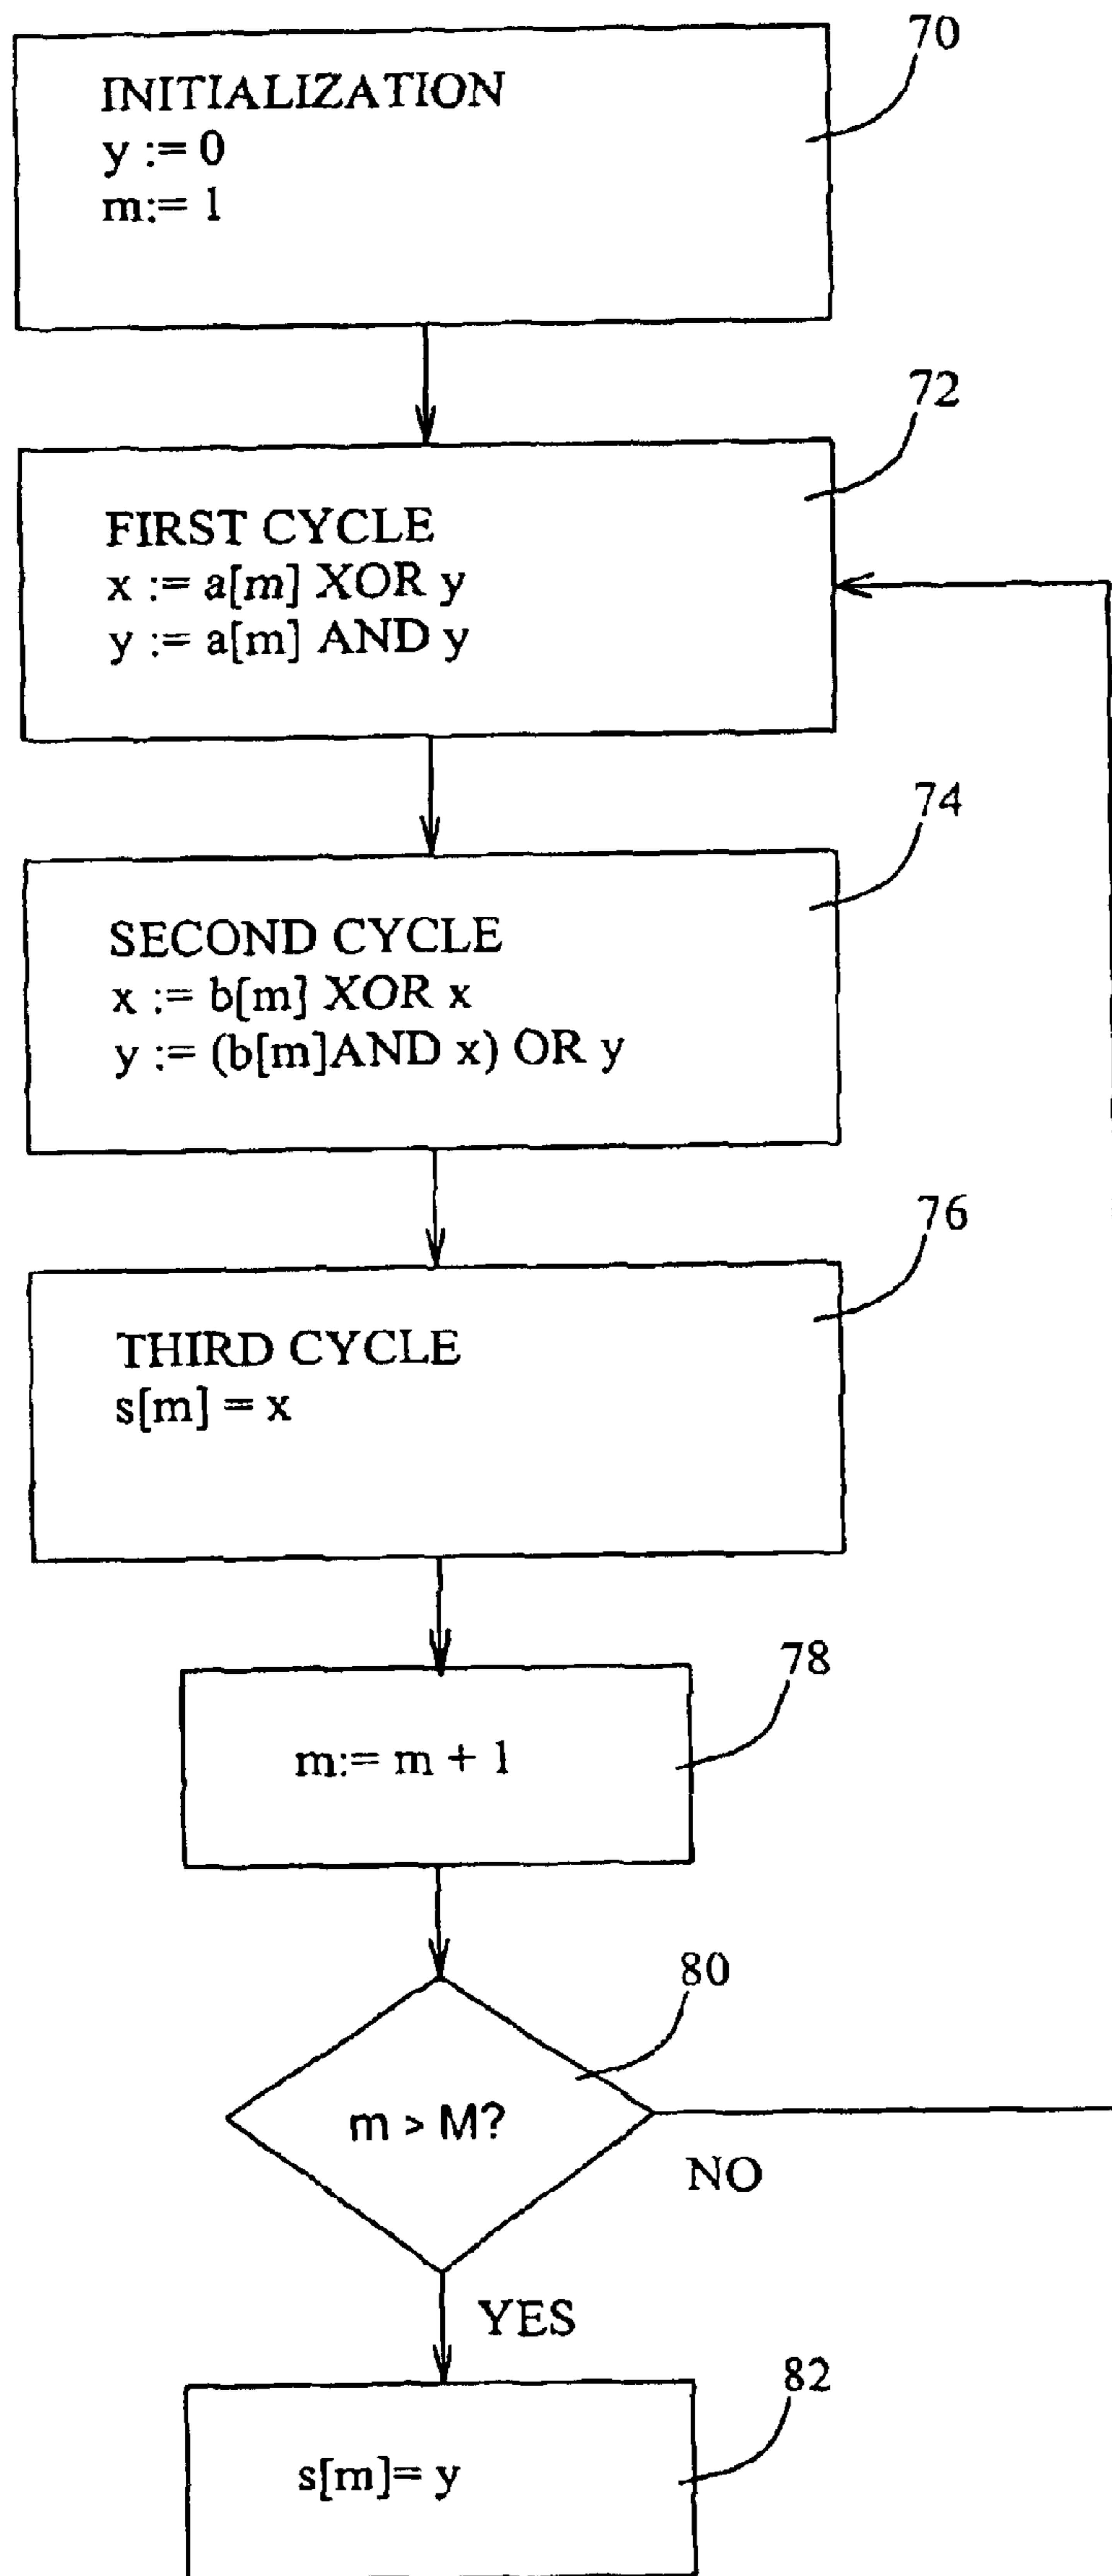 70
INITIALIZATION
y := 0
m:= 1
72
FIRST CYCLE
x := a[m] XOR y
y := a[m] AND y
74
SECOND CYCLE
x := b[m] XOR x
y := (b[m]AND x) OR y
76
THIRD CYCLE
s[m] = x
78
m:= m + 1
80
m > M?
NO
YES
82
s[m]= y